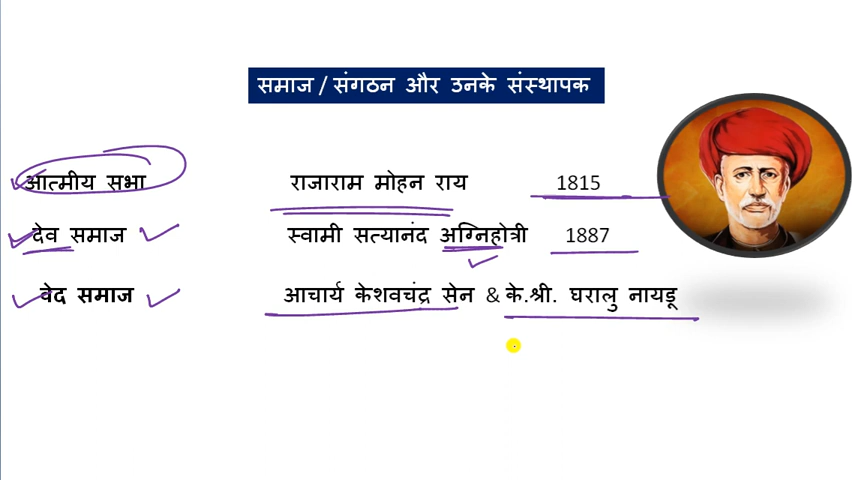 समाज / संगठन और उनके संस्थापक
आत्मीय सभा राजाराम मोहन राय 1815
देव समाज स्वामी सत्यानंद अग्निहोत्री 1887
वेद समाज आचार्य केशवचंद्र सेन & के.श्री. घरालु नायडू